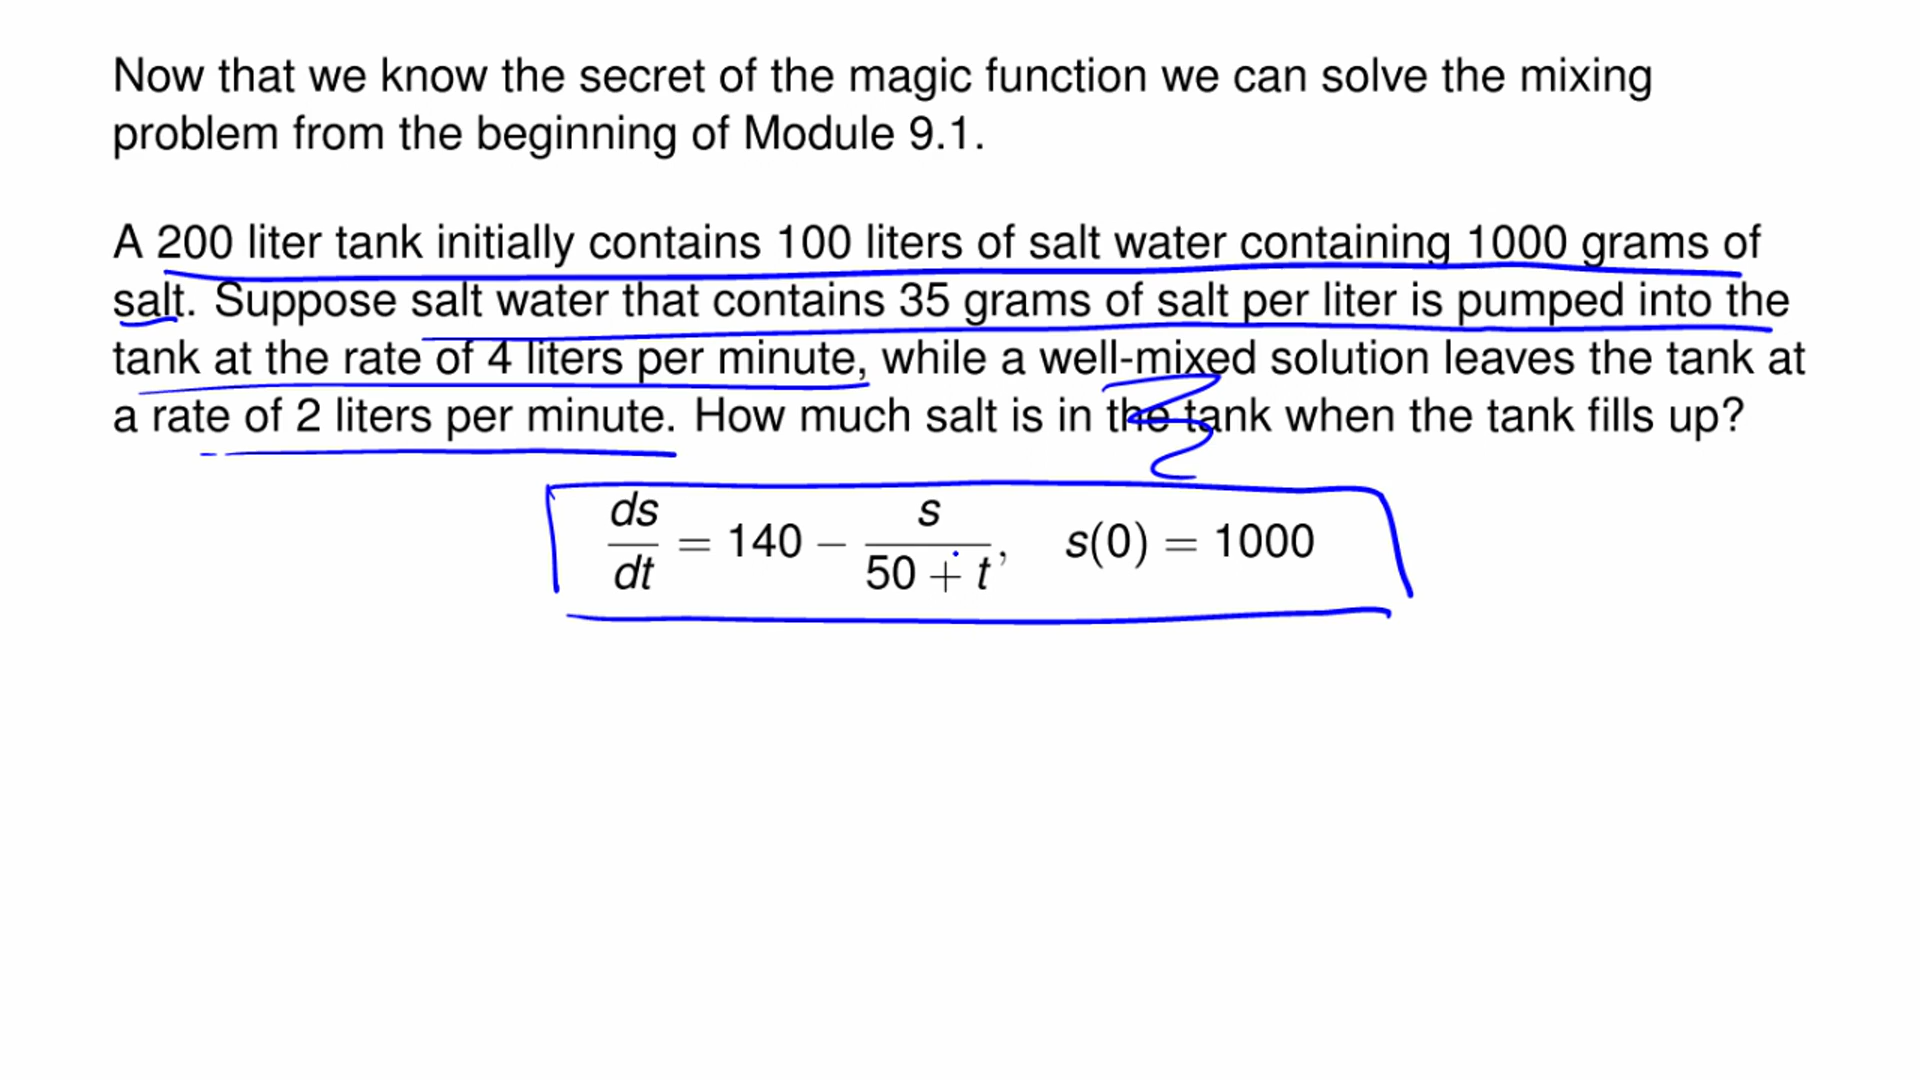 Now that we know the secret of the magic function we can solve the mixing
problem from the beginning of Module 9.1.
A 200 liter tank initially contains 100 liters of salt water containing 1000 grams of
salt. Suppose salt water that contains 35 grams of salt per liter is pumped into the
tank at the rate of 4 liters per minute, while a well-mixed solution leaves the tank at
a rate of 2 liters per minute. How much salt is in the tank when the tank fills up?
ds/dt = 140 − s/(50 + t), s(0) = 1000